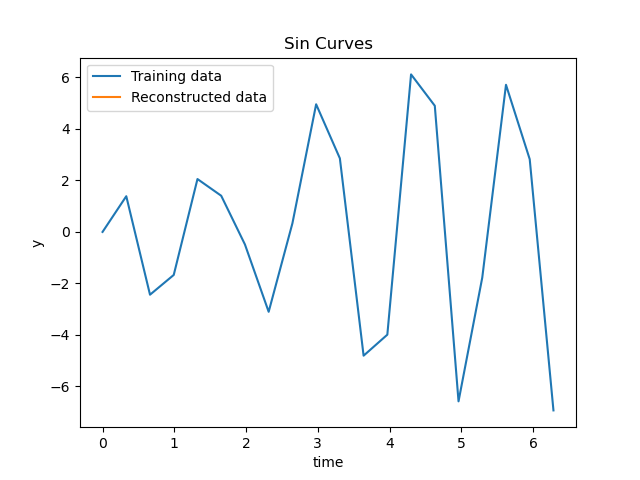 Sin Curves
Training data
Reconstructed data
6
4
2
0
−2
−4
−6
y
0 1 2 3 4 5 6
time